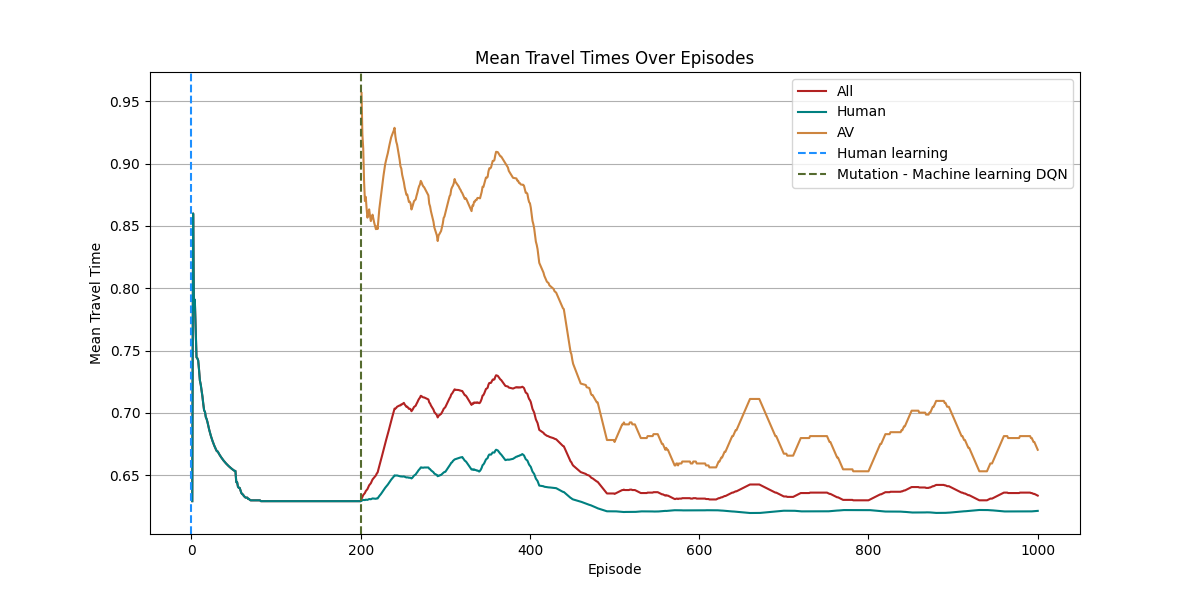 Mean Travel Times Over Episodes
Mean Travel Time
0.95
0.90
0.85
0.80
0.75
0.70
0.65
All
Human
AV
Human learning
Mutation - Machine learning DQN
0 200 400 600 800 1000
Episode